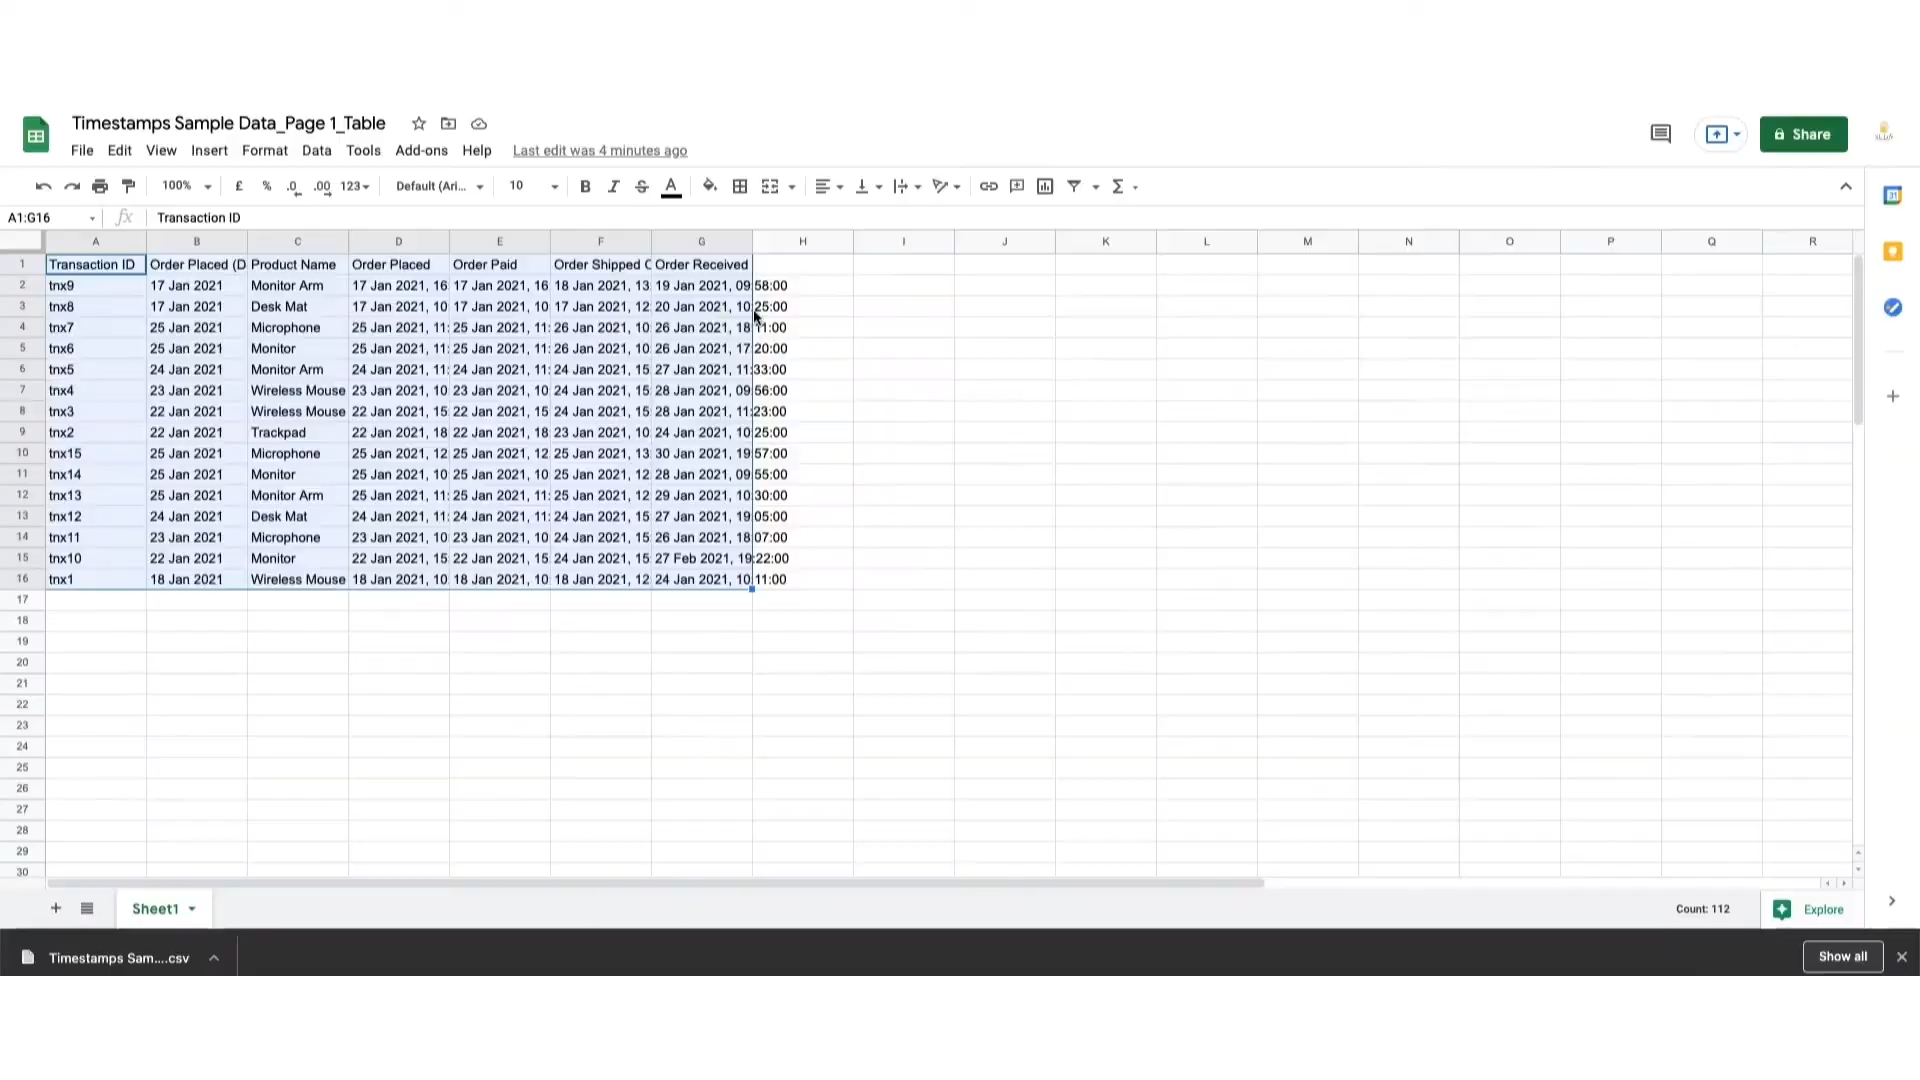 Timestamps Sample Data_Page 1_Table
Share
File Edit View Insert Format Data Tools Add-ons Help Last edit was 4 minutes ago
100% £ % .0 .00 123 Default (Ari... 10 B I S A Σ
31
A1:G16 fx Transaction ID
A B C D E F G H I J K L M N O P Q R
1 Transaction ID Order Placed (D Product Name Order Placed Order Paid Order Shipped C Order Received
2 tnx9 17 Jan 2021 Monitor Arm 17 Jan 2021, 16 17 Jan 2021, 16 18 Jan 2021, 13 19 Jan 2021, 09:58:00
3 tnx8 17 Jan 2021 Desk Mat 17 Jan 2021, 10 17 Jan 2021, 10 17 Jan 2021, 12 20 Jan 2021, 10:25:00
4 tnx7 25 Jan 2021 Microphone 25 Jan 2021, 11: 25 Jan 2021, 11: 26 Jan 2021, 10 26 Jan 2021, 18 11:00
5 tnx6 25 Jan 2021 Monitor 25 Jan 2021, 11: 25 Jan 2021, 11: 26 Jan 2021, 10 26 Jan 2021, 17:20:00
6 tnx5 24 Jan 2021 Monitor Arm 24 Jan 2021, 11: 24 Jan 2021, 11: 24 Jan 2021, 15 27 Jan 2021, 11:33:00
7 tnx4 23 Jan 2021 Wireless Mouse 23 Jan 2021, 10 23 Jan 2021, 10 24 Jan 2021, 15 28 Jan 2021, 09:56:00
8 tnx3 22 Jan 2021 Wireless Mouse 22 Jan 2021, 15 22 Jan 2021, 15 24 Jan 2021, 15 28 Jan 2021, 11:23:00
9 tnx2 22 Jan 2021 Trackpad 22 Jan 2021, 18 22 Jan 2021, 18 23 Jan 2021, 10 24 Jan 2021, 10:25:00
10 tnx15 25 Jan 2021 Microphone 25 Jan 2021, 12 25 Jan 2021, 12 25 Jan 2021, 13 30 Jan 2021, 19:57:00
11 tnx14 25 Jan 2021 Monitor 25 Jan 2021, 10 25 Jan 2021, 10 25 Jan 2021, 12 28 Jan 2021, 09:55:00
12 tnx13 25 Jan 2021 Monitor Arm 25 Jan 2021, 11: 25 Jan 2021, 11: 25 Jan 2021, 12 29 Jan 2021, 10:30:00
13 tnx12 24 Jan 2021 Desk Mat 24 Jan 2021, 11: 24 Jan 2021, 11: 24 Jan 2021, 15 27 Jan 2021, 19:05:00
14 tnx11 23 Jan 2021 Microphone 23 Jan 2021, 10 23 Jan 2021, 10 24 Jan 2021, 15 26 Jan 2021, 18:07:00
15 tnx10 22 Jan 2021 Monitor 22 Jan 2021, 15 22 Jan 2021, 15 24 Jan 2021, 15 27 Feb 2021, 19:22:00
16 tnx1 18 Jan 2021 Wireless Mouse 18 Jan 2021, 10 18 Jan 2021, 10 18 Jan 2021, 12 24 Jan 2021, 10:11:00
17
18
19
20
21
22
23
24
25
26
27
28
29
30
Sheet1 Count: 112 Explore
Timestamps Sam....csv Show all